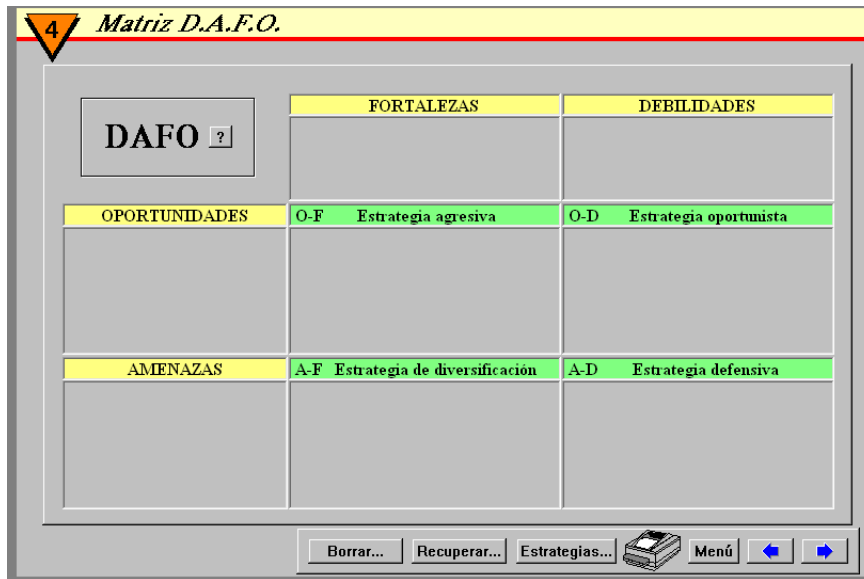 4
Matriz D.A.F.O.
FORTALEZAS
DEBILIDADES
DAFO ?
OPORTUNIDADES
O-F Estrategia agresiva
O-D Estrategia oportunista
AMENAZAS
A-F Estrategia de diversificación
A-D Estrategia defensiva
Borrar...
Recuperar...
Estrategias...
Menú